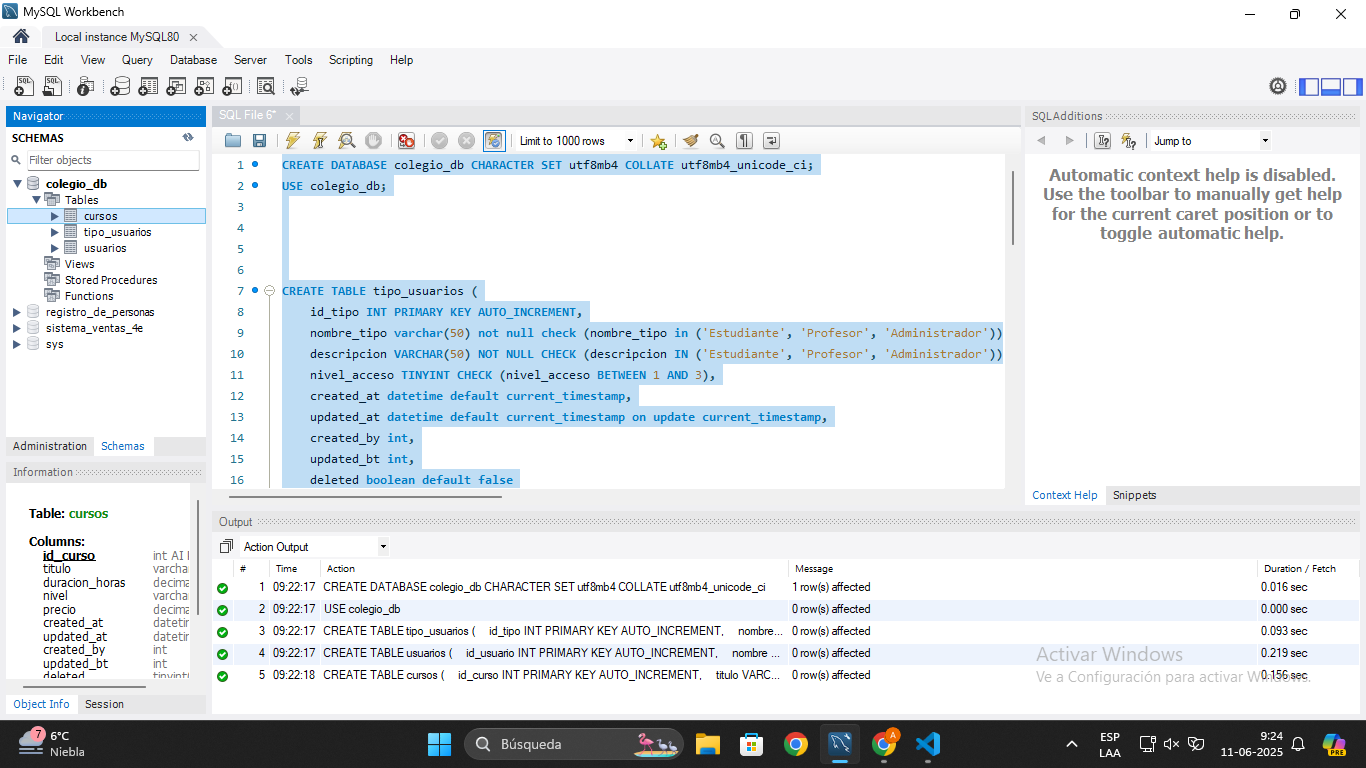 MySQL Workbench
Local instance MySQL80
File Edit View Query Database Server Tools Scripting Help
Navigator
SCHEMAS
Filter objects
colegio_db
Tables
cursos
tipo_usuarios
usuarios
Views
Stored Procedures
Functions
registro_de_personas
sistema_ventas_4e
sys
Administration Schemas
Information
Table: cursos
Columns:
id_curso int AI
titulo varcha
duracion_horas decima
nivel varcha
precio decima
created_at datetir
updated_at datetir
created_by int
updated_bt int
deleted tinyint
Object Info Session
SQL File 6*
Limit to 1000 rows
1 CREATE DATABASE colegio_db CHARACTER SET utf8mb4 COLLATE utf8mb4_unicode_ci;
2 USE colegio_db;
3
4
5
6
7 CREATE TABLE tipo_usuarios (
8 id_tipo INT PRIMARY KEY AUTO_INCREMENT,
9 nombre_tipo varchar(50) not null check (nombre_tipo in ('Estudiante', 'Profesor', 'Administrador'))
10 descripcion VARCHAR(50) NOT NULL CHECK (descripcion IN ('Estudiante', 'Profesor', 'Administrador'))
11 nivel_acceso TINYINT CHECK (nivel_acceso BETWEEN 1 AND 3),
12 created_at datetime default current_timestamp,
13 updated_at datetime default current_timestamp on update current_timestamp,
14 created_by int,
15 updated_bt int,
16 deleted boolean default false
SQLAdditions
Jump to
Automatic context help is disabled.
Use the toolbar to manually get help
for the current caret position or to
toggle automatic help.
Context Help Snippets
Output
Action Output
# Time Action Message Duration / Fetch
1 09:22:17 CREATE DATABASE colegio_db CHARACTER SET utf8mb4 COLLATE utf8mb4_unicode_ci 1 row(s) affected 0.016 sec
2 09:22:17 USE colegio_db 0 row(s) affected 0.000 sec
3 09:22:17 CREATE TABLE tipo_usuarios ( id_tipo INT PRIMARY KEY AUTO_INCREMENT, nombre... 0 row(s) affected 0.093 sec
4 09:22:17 CREATE TABLE usuarios ( id_usuario INT PRIMARY KEY AUTO_INCREMENT, nombre ... 0 row(s) affected 0.219 sec
5 09:22:18 CREATE TABLE cursos ( id_curso INT PRIMARY KEY AUTO_INCREMENT, titulo VARC... 0 row(s) affected 0.156 sec
Activar Windows
Ve a Configuración para activar Windows.
7
6°C
Niebla
Búsqueda
A
ESP
LAA
9:24
11-06-2025
PRE